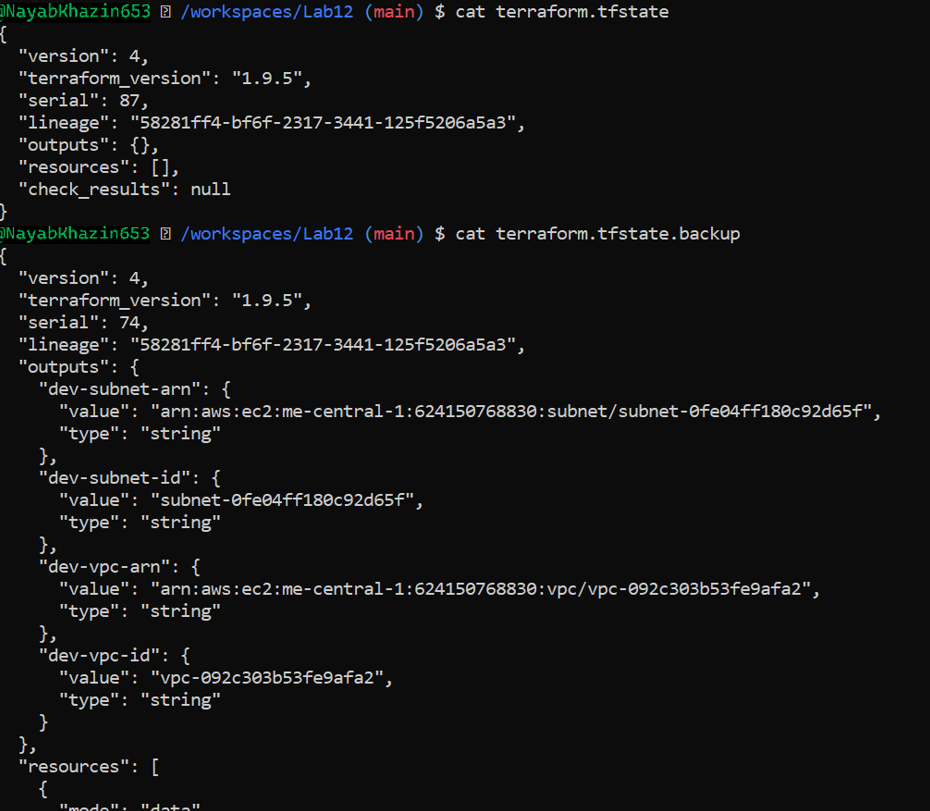 @NayabKhazin653 /workspaces/Lab12 (main) $ cat terraform.tfstate
{
  "version": 4,
  "terraform_version": "1.9.5",
  "serial": 87,
  "lineage": "58281ff4-bf6f-2317-3441-125f5206a5a3",
  "outputs": {},
  "resources": [],
  "check_results": null
}
@NayabKhazin653 /workspaces/Lab12 (main) $ cat terraform.tfstate.backup
{
  "version": 4,
  "terraform_version": "1.9.5",
  "serial": 74,
  "lineage": "58281ff4-bf6f-2317-3441-125f5206a5a3",
  "outputs": {
    "dev-subnet-arn": {
      "value": "arn:aws:ec2:me-central-1:624150768830:subnet/subnet-0fe04ff180c92d65f",
      "type": "string"
    },
    "dev-subnet-id": {
      "value": "subnet-0fe04ff180c92d65f",
      "type": "string"
    },
    "dev-vpc-arn": {
      "value": "arn:aws:ec2:me-central-1:624150768830:vpc/vpc-092c303b53fe9afa2",
      "type": "string"
    },
    "dev-vpc-id": {
      "value": "vpc-092c303b53fe9afa2",
      "type": "string"
    }
  },
  "resources": [
    {
      "mode": "data"